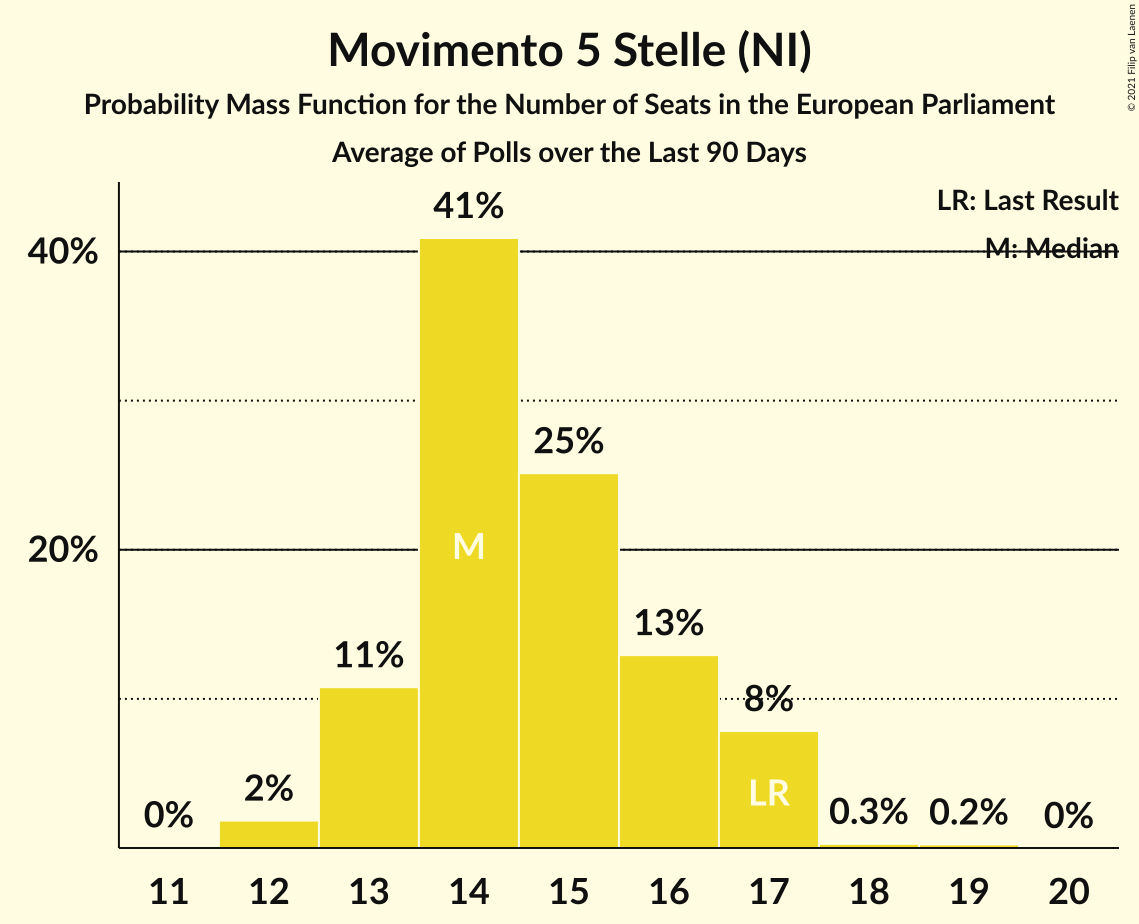 Movimento 5 Stelle (NI)
Probability Mass Function for the Number of Seats in the European Parliament
Average of Polls over the Last 90 Days
© 2021 Filip van Laenen
LR: Last Result
M: Median
41%
40%
25%
M
20%
13%
11%
8%
LR
2%
0%
0.3%
0.2%
0%
11 12 13 14 15 16 17 18 19 20